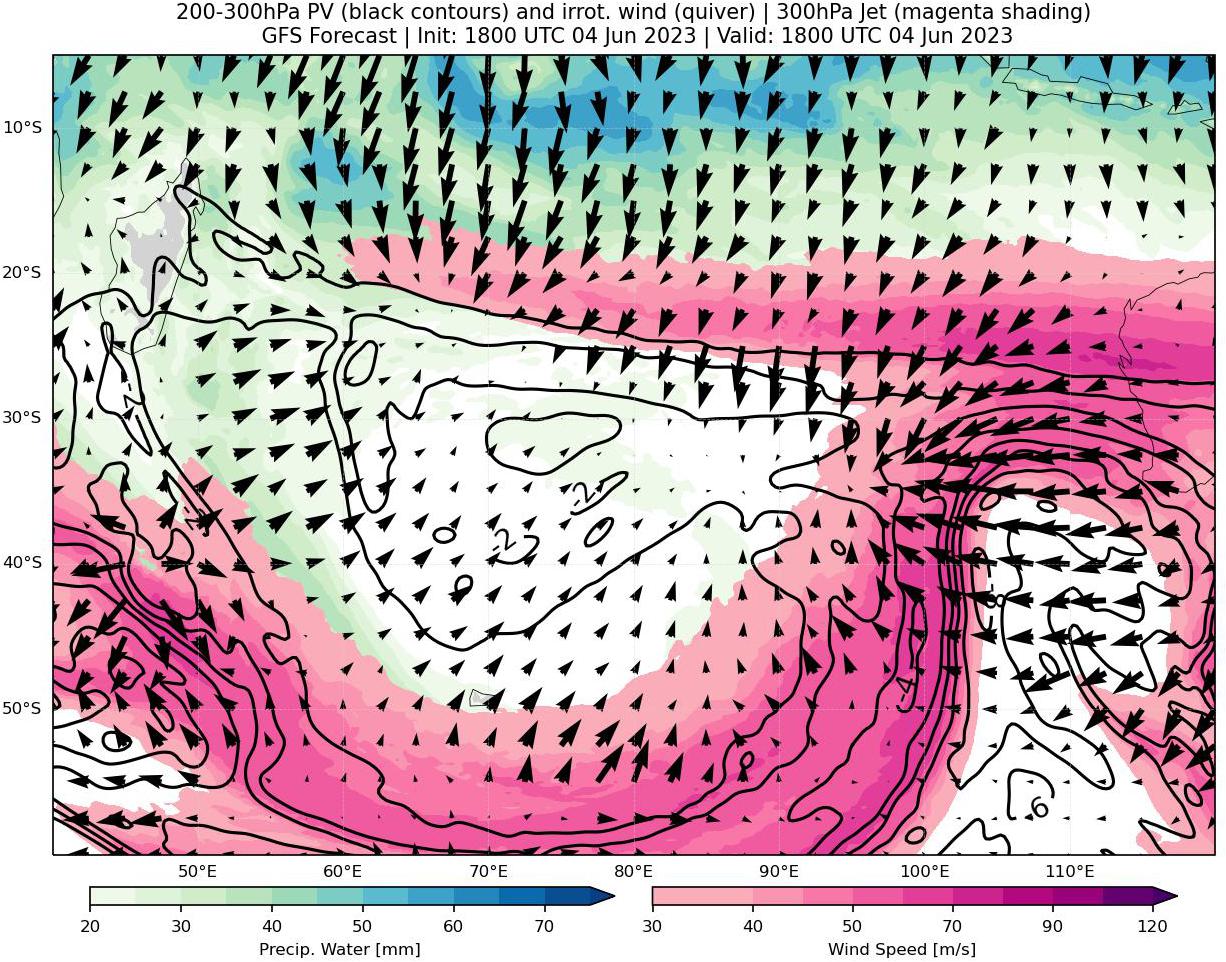 200-300hPa PV (black contours) and irrot. wind (quiver) | 300hPa Jet (magenta shading)
GFS Forecast | Init: 1800 UTC 04 Jun 2023 | Valid: 1800 UTC 04 Jun 2023
10°S
20°S
30°S
-2
-2
40°S
-8
-4
50°S
6
50°E 60°E 70°E 80°E 90°E 100°E 110°E
20 30 40 50 60 70
30 40 50 70 90 120
Precip. Water [mm]
Wind Speed [m/s]